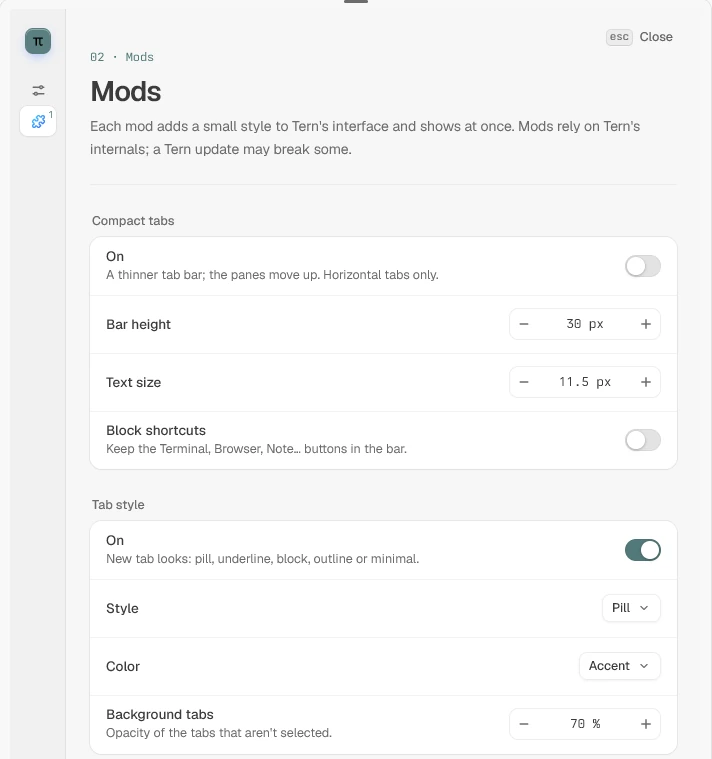 π
esc Close
1
02 · Mods
Mods
Each mod adds a small style to Tern's interface and shows at once. Mods rely on Tern's
internals; a Tern update may break some.
Compact tabs
On
A thinner tab bar; the panes move up. Horizontal tabs only.
Bar height
− 30 px +
Text size
− 11.5 px +
Block shortcuts
Keep the Terminal, Browser, Note… buttons in the bar.
Tab style
On
New tab looks: pill, underline, block, outline or minimal.
Style
Pill
Color
Accent
Background tabs
Opacity of the tabs that aren't selected.
− 70 % +